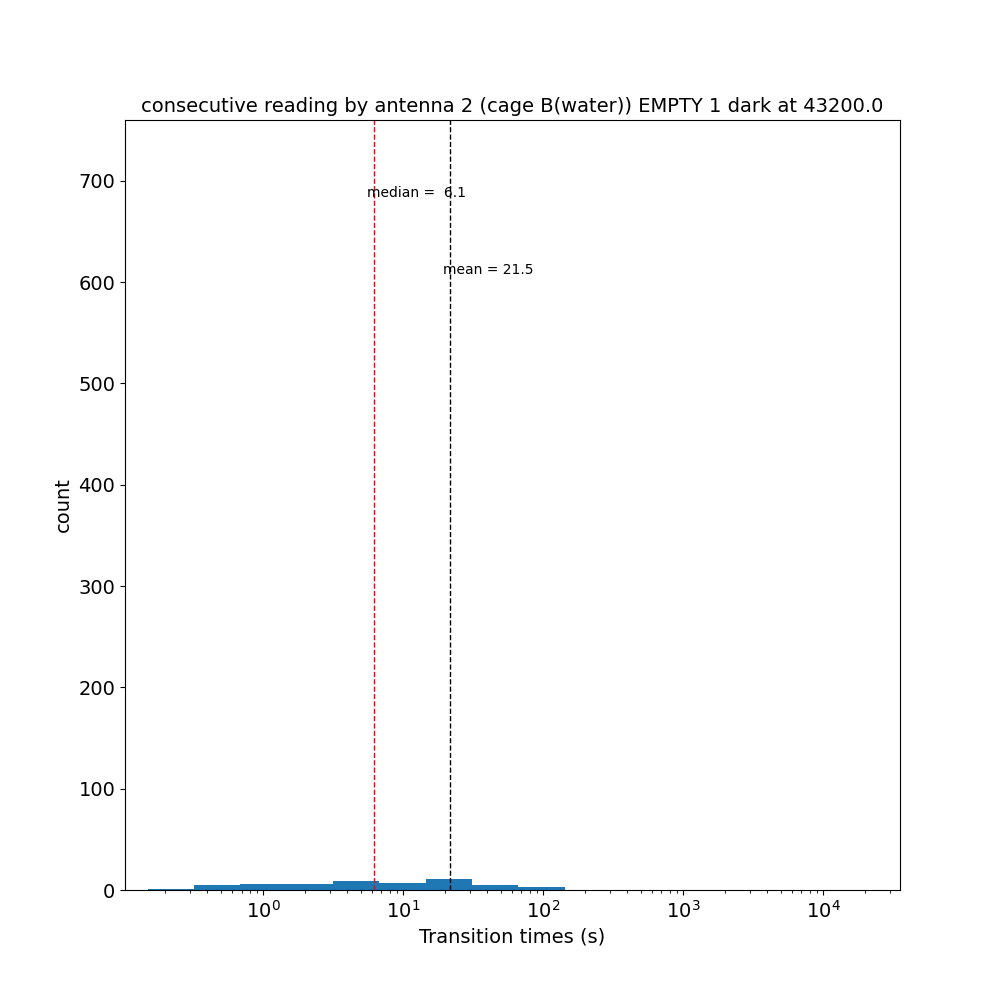 consecutive reading by antenna 2 (cage B(water)) EMPTY 1 dark at 43200.0
700
median =  6.1
mean = 21.5
600
500
400
count
300
200
100
0
10^0 10^1 10^2 10^3 10^4
Transition times (s)